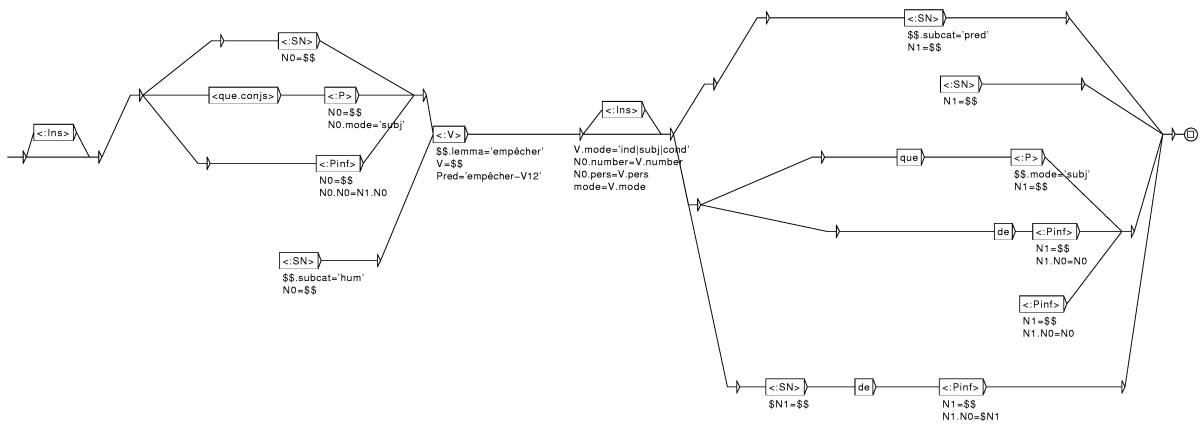 <:Ins>
<:SN>
N0=$$
<que.conjs>
<:P>
N0=$$
N0.mode='subj'
<:Pinf>
N0=$$
N0.N0=N1.N0
<:SN>
$$.subcat='hum'
N0=$$
<:V>
$$.lemma='empêcher'
V=$$
Pred='empêcher-V12'
<:Ins>
V.mode='ind|subj|cond'
N0.number=V.number
N0.pers=V.pers
mode=V.mode
<:SN>
$$.subcat='pred'
N1=$$
<:SN>
N1=$$
que
<:P>
$$.mode='subj'
N1=$$
de
<:Pinf>
N1=$$
N1.N0=N0
<:Pinf>
N1=$$
N1.N0=N0
<:SN>
$N1=$$
de
<:Pinf>
N1=$$
N1.N0=$N1